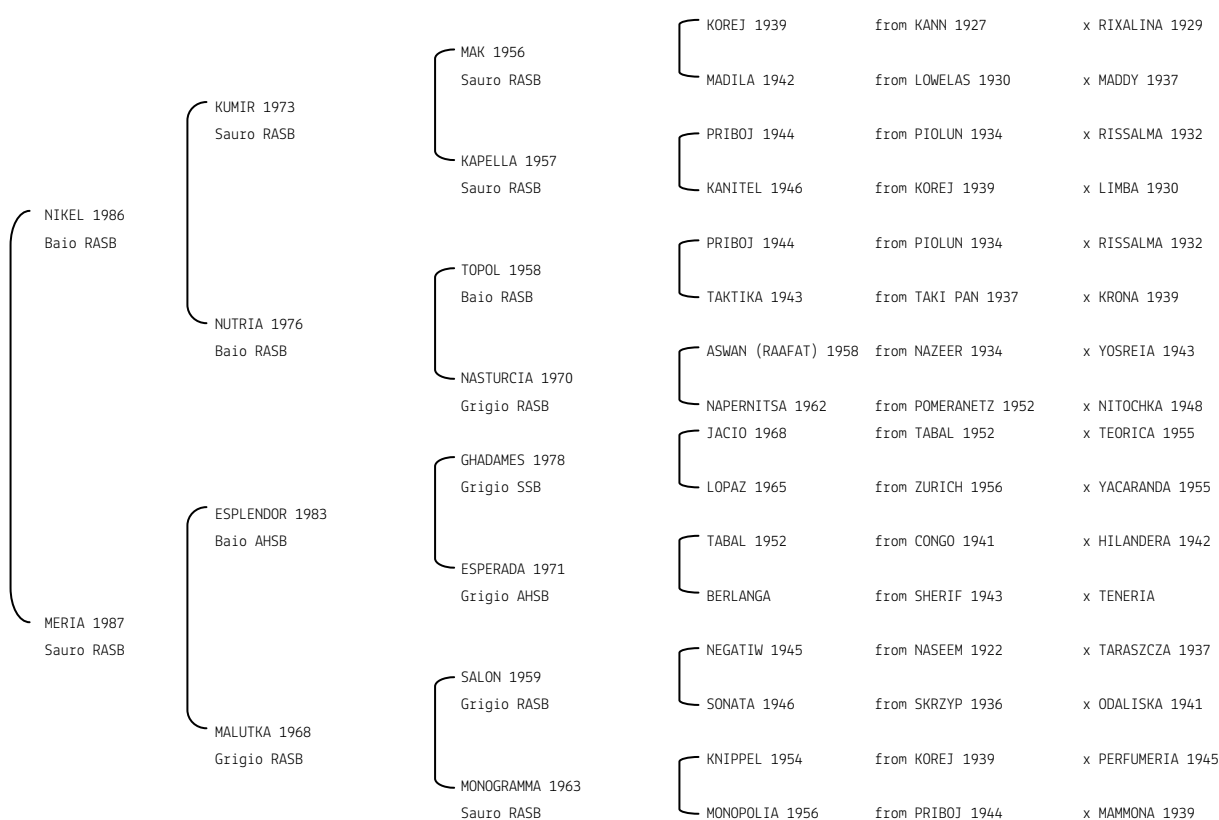 KOREJ 1939 from KANN 1927 x RIXALINA 1929
MAK 1956
Sauro RASB MADILA 1942 from LOWELAS 1930 x MADDY 1937
KUMIR 1973
Sauro RASB PRIBOJ 1944 from PIOLUN 1934 x RISSALMA 1932
KAPELLA 1957
Sauro RASB KANITEL 1946 from KOREJ 1939 x LIMBA 1930
NIKEL 1986
Baio RASB PRIBOJ 1944 from PIOLUN 1934 x RISSALMA 1932
TOPOL 1958
Baio RASB TAKTIKA 1943 from TAKI PAN 1937 x KRONA 1939
NUTRIA 1976
Baio RASB ASWAN (RAAFAT) 1958 from NAZEER 1934 x YOSREIA 1943
NASTURCIA 1970
Grigio RASB NAPERNITSA 1962 from POMERANETZ 1952 x NITOCHKA 1948
JACIO 1968 from TABAL 1952 x TEORICA 1955
GHADAMES 1978
Grigio SSB LOPAZ 1965 from ZURICH 1956 x YACARANDA 1955
ESPLENDOR 1983
Baio AHSB TABAL 1952 from CONGO 1941 x HILANDERA 1942
ESPERADA 1971
Grigio AHSB BERLANGA from SHERIF 1943 x TENERIA
MERIA 1987
Sauro RASB NEGATIW 1945 from NASEEM 1922 x TARASZCZA 1937
SALON 1959
Grigio RASB SONATA 1946 from SKRZYP 1936 x ODALISKA 1941
MALUTKA 1968
Grigio RASB KNIPPEL 1954 from KOREJ 1939 x PERFUMERIA 1945
MONOGRAMMA 1963
Sauro RASB MONOPOLIA 1956 from PRIBOJ 1944 x MAMMONA 1939